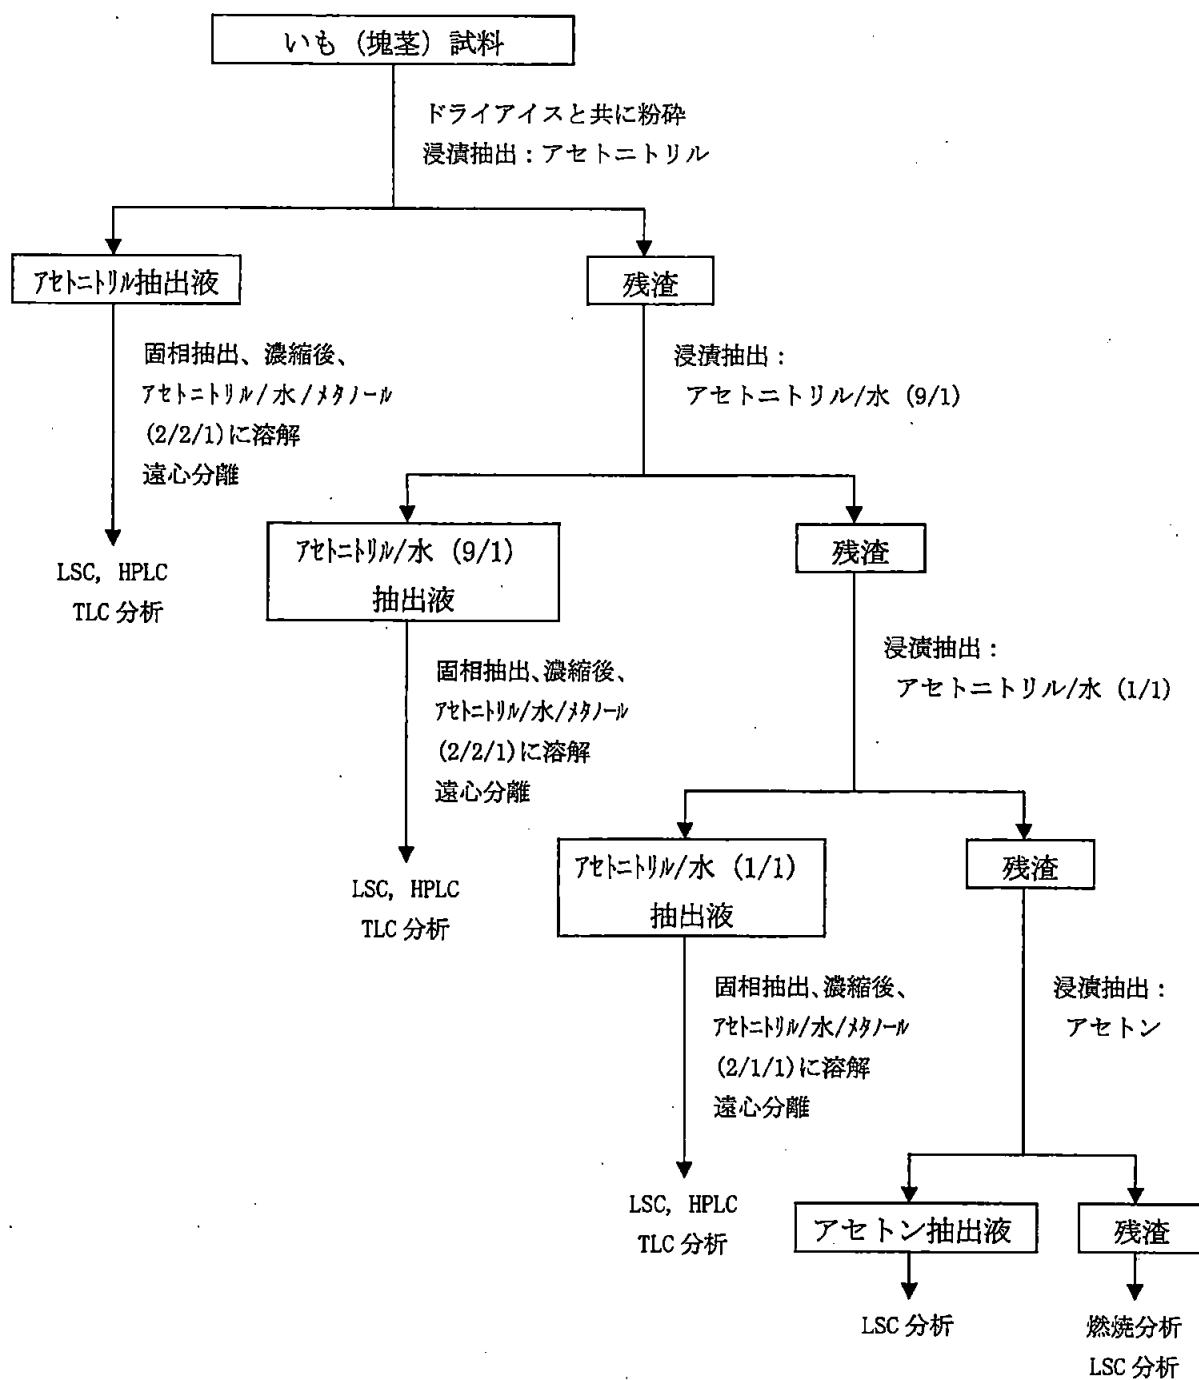 いも（塊茎）試料
ドライアイスと共に粉砕
浸漬抽出：アセトニトリル
アセトニトリル抽出液
残渣
固相抽出、濃縮後、
アセトニトリル/水/メタノール
(2/2/1)に溶解
遠心分離
浸漬抽出：
アセトニトリル/水 (9/1)
LSC, HPLC
TLC 分析
アセトニトリル/水 (9/1)
抽出液
残渣
固相抽出、濃縮後、
アセトニトリル/水/メタノール
(2/2/1)に溶解
遠心分離
浸漬抽出：
アセトニトリル/水 (1/1)
LSC, HPLC
TLC 分析
アセトニトリル/水 (1/1)
抽出液
残渣
固相抽出、濃縮後、
アセトニトリル/水/メタノール
(2/1/1)に溶解
遠心分離
浸漬抽出：
アセトン
LSC, HPLC
TLC 分析
アセトン抽出液
残渣
LSC 分析
燃焼分析
LSC 分析